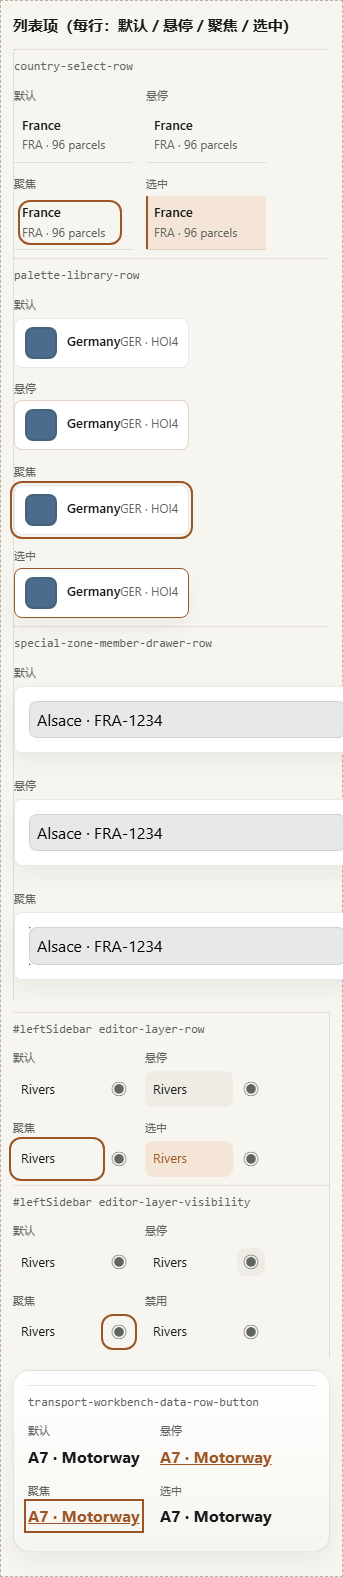 列表项（每行：默认 / 悬停 / 聚焦 / 选中）
country-select-row
默认 悬停
France France
FRA · 96 parcels FRA · 96 parcels
聚焦 选中
France France
FRA · 96 parcels FRA · 96 parcels
palette-library-row
默认
GermanyGER · HOI4
悬停
GermanyGER · HOI4
聚焦
GermanyGER · HOI4
选中
GermanyGER · HOI4
special-zone-member-drawer-row
默认
Alsace · FRA-1234
悬停
Alsace · FRA-1234
聚焦
Alsace · FRA-1234
#leftSidebar editor-layer-row
默认 悬停
Rivers Rivers
聚焦 选中
Rivers Rivers
#leftSidebar editor-layer-visibility
默认 悬停
Rivers Rivers
聚焦 禁用
Rivers Rivers
transport-workbench-data-row-button
默认 悬停
A7 · Motorway A7 · Motorway
聚焦 选中
A7 · Motorway A7 · Motorway